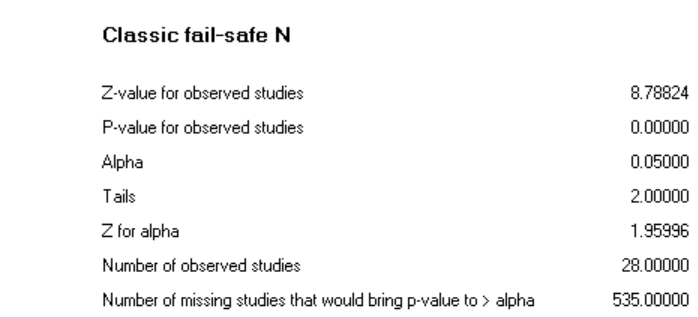 Classic fail-safe N
Z-value for observed studies 8.78824
P-value for observed studies 0.00000
Alpha 0.05000
Tails 2.00000
Z for alpha 1.95996
Number of observed studies 28.00000
Number of missing studies that would bring p-value to > alpha 535.00000